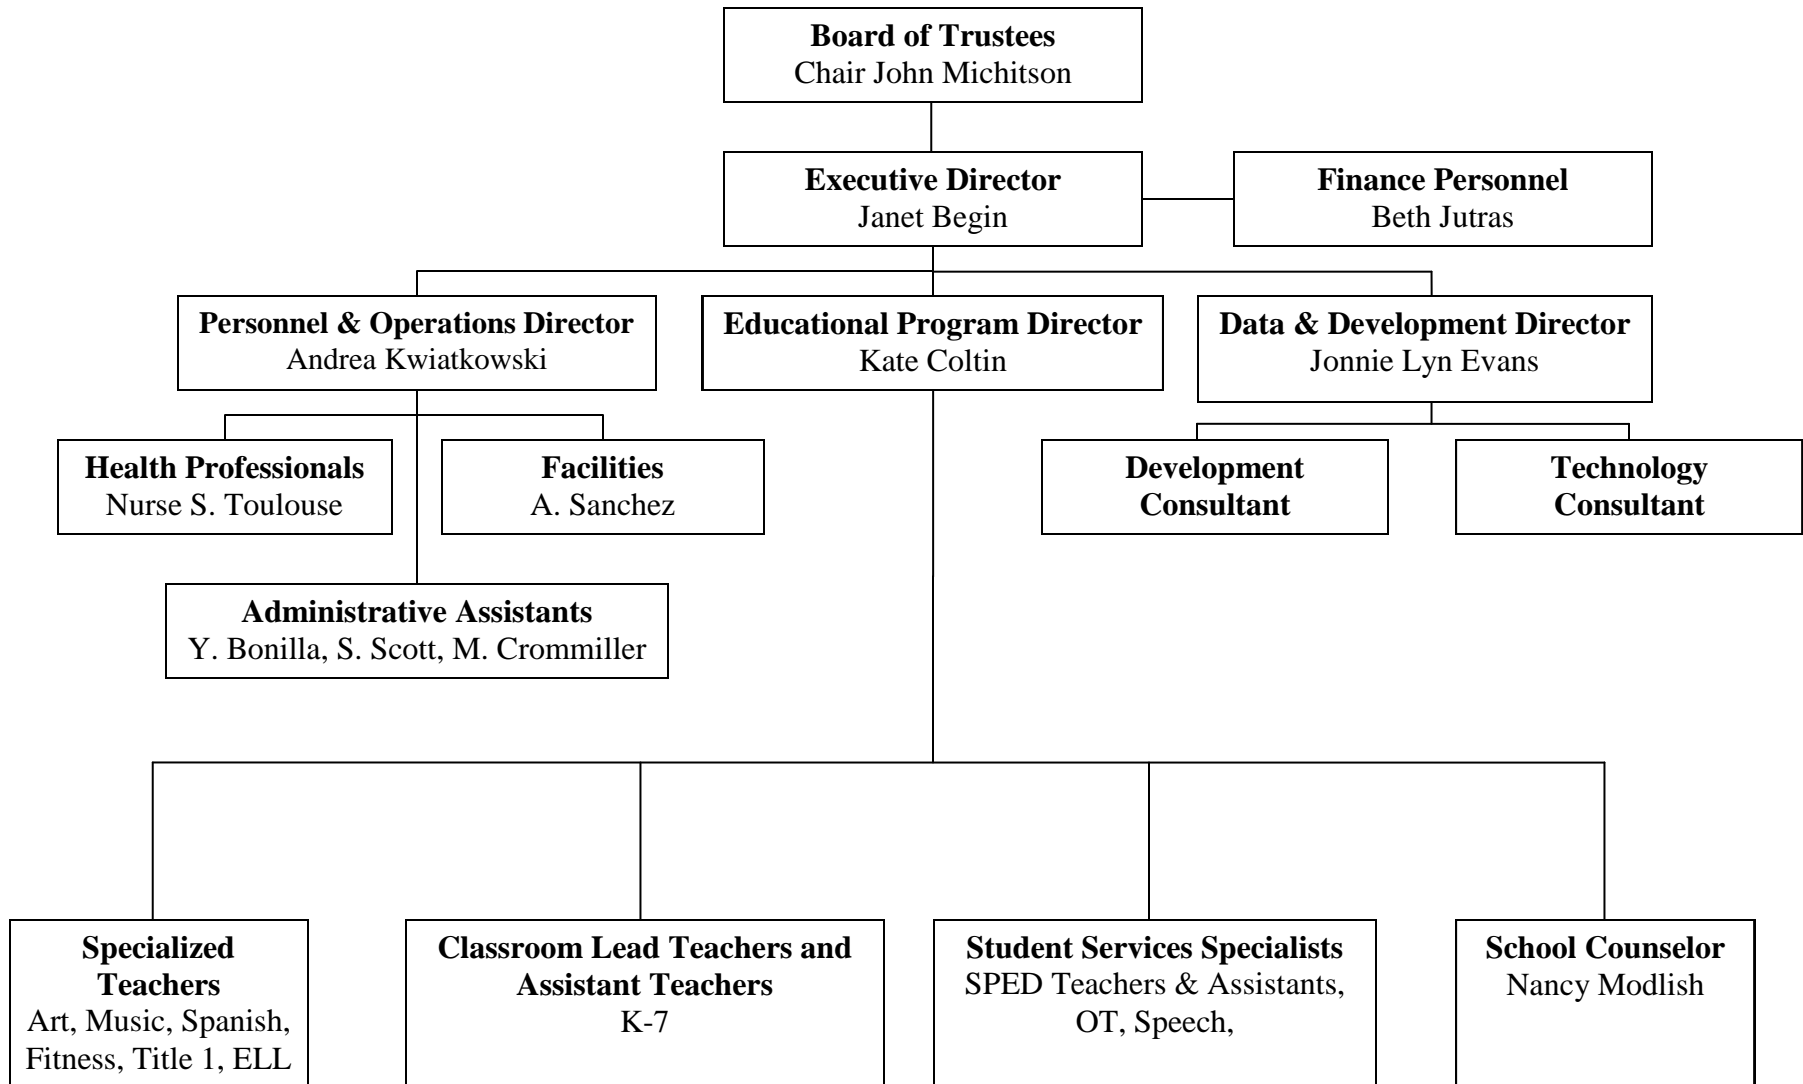 Board of Trustees
Chair John Michitson
Executive Director
Janet Begin
Finance Personnel
Beth Jutras
Personnel & Operations Director
Andrea Kwiatkowski
Educational Program Director
Kate Coltin
Data & Development Director
Jonnie Lyn Evans
Health Professionals
Nurse S. Toulouse
Facilities
A. Sanchez
Development
Consultant
Technology
Consultant
Administrative Assistants
Y. Bonilla, S. Scott, M. Crommiller
Specialized
Teachers
Art, Music, Spanish,
Fitness, Title 1, ELL
Classroom Lead Teachers and
Assistant Teachers
K-7
Student Services Specialists
SPED Teachers & Assistants,
OT, Speech,
School Counselor
Nancy Modlish